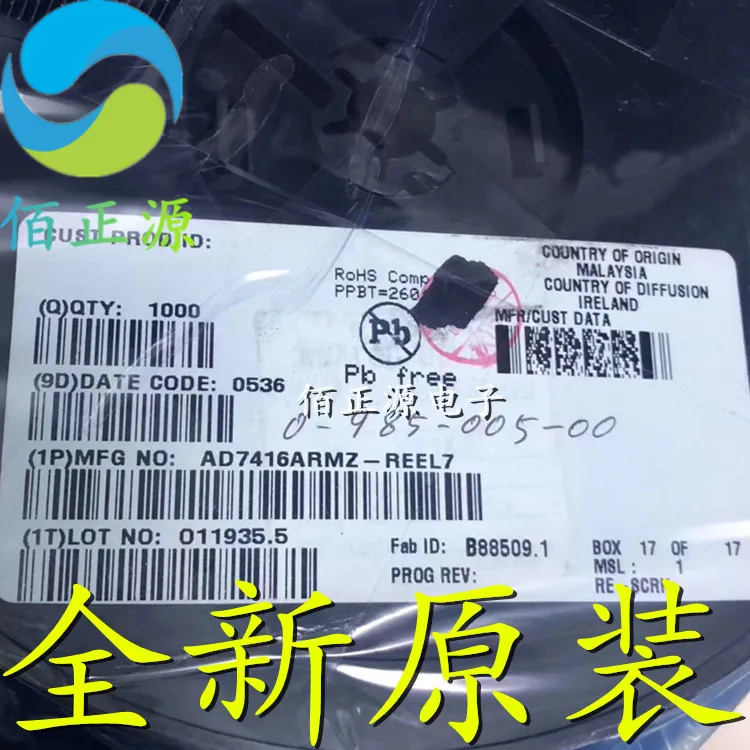 佰正源
CUST PROD ID:
RoHS Comp
PPBT=260
COUNTRY OF ORIGIN
MALAYSIA
COUNTRY OF DIFFUSION
IRELAND
MFR/CUST DATA
(Q)QTY: 1000
Pb
Pb free
(9D)DATE CODE: 0536
佰正源电子
0-985-005-00
(1P)MFG NO: AD7416ARMZ-REEL7
(1T)LOT NO: 011935.5
Fab ID: B88509.1
BOX 17 OF 17
MSL: 1
PROG REV:
全新原装